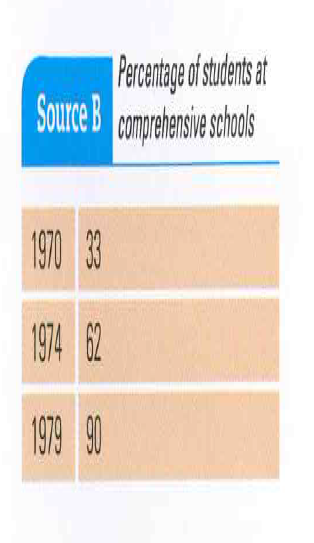 Source B
Percentage of students at
comprehensive schools
1970 33
1974 62
1979 90